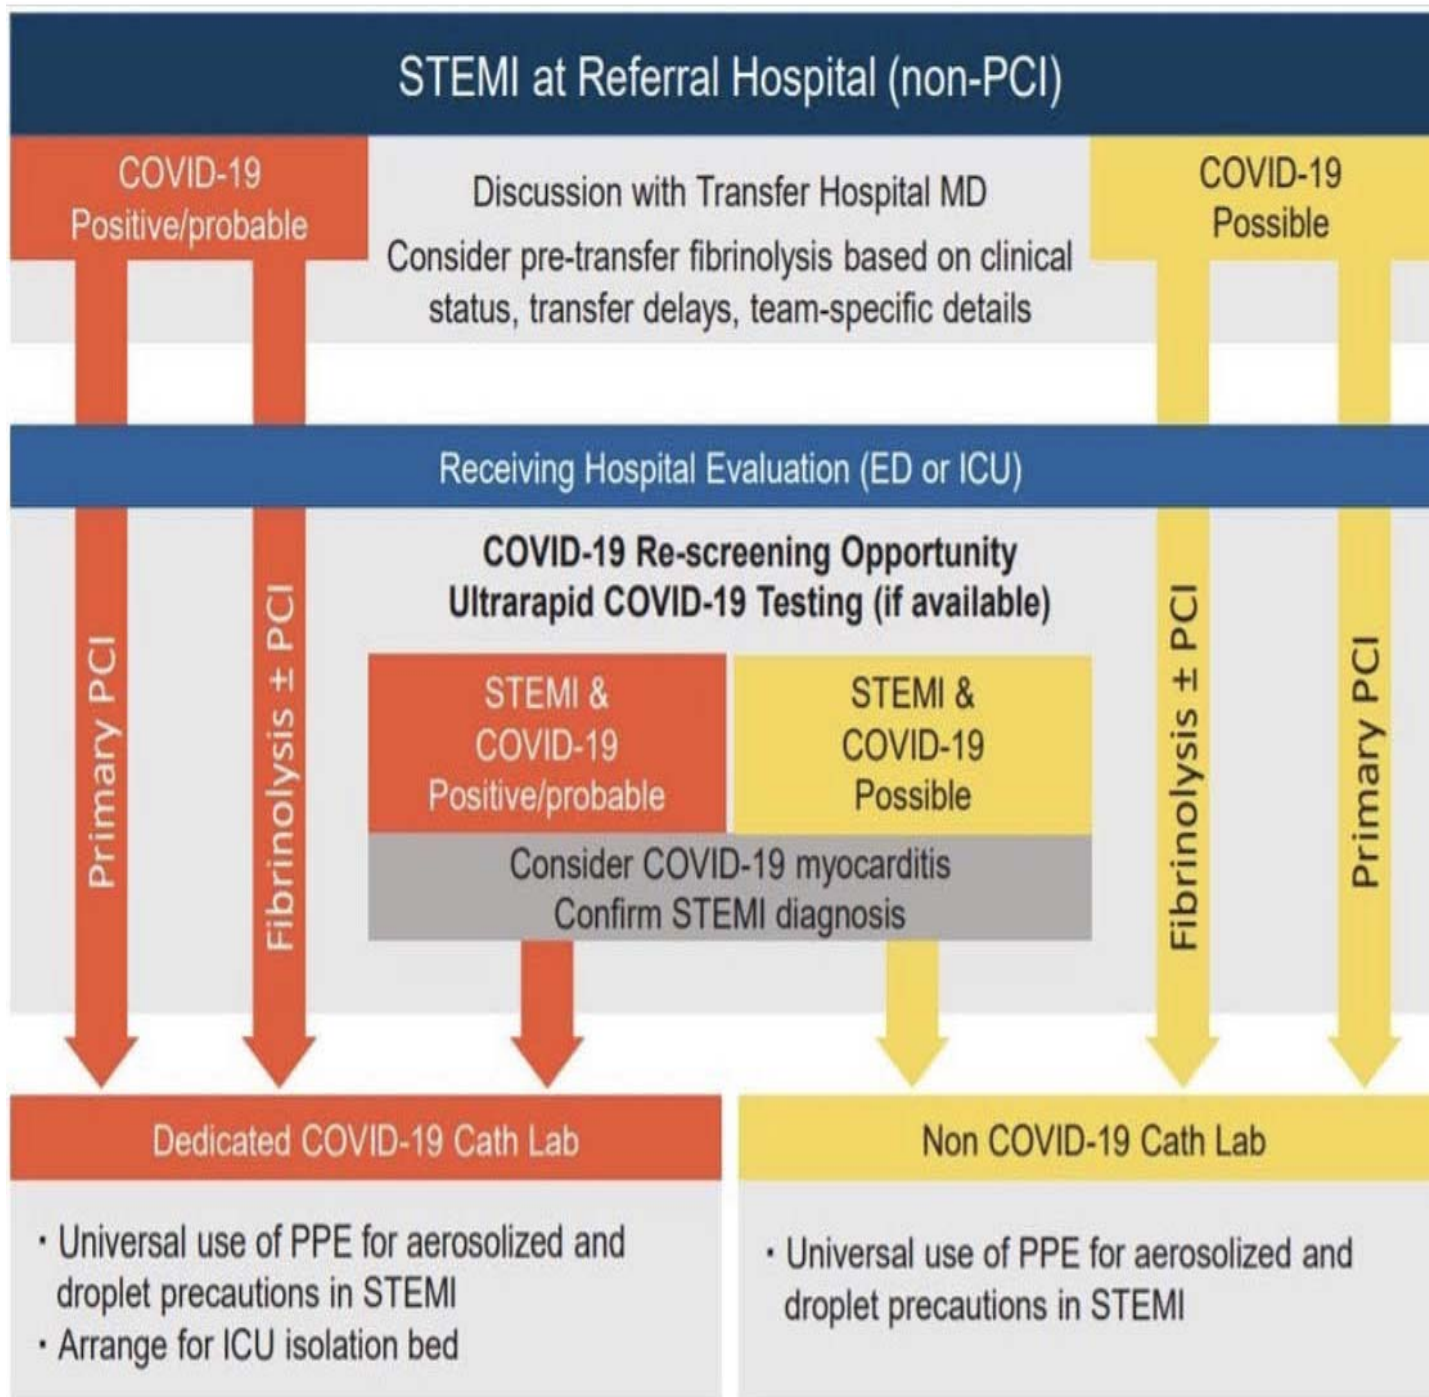 STEMI at Referral Hospital (non-PCI)
COVID-19
Positive/probable
Discussion with Transfer Hospital MD
Consider pre-transfer fibrinolysis based on clinical
status, transfer delays, team-specific details
COVID-19
Possible
Receiving Hospital Evaluation (ED or ICU)
Primary PCI
Fibrinolysis ± PCI
COVID-19 Re-screening Opportunity
Ultrarapid COVID-19 Testing (if available)
STEMI &
COVID-19
Positive/probable
STEMI &
COVID-19
Possible
Consider COVID-19 myocarditis
Confirm STEMI diagnosis
Fibrinolysis ± PCI
Primary PCI
Dedicated COVID-19 Cath Lab
· Universal use of PPE for aerosolized and
droplet precautions in STEMI
· Arrange for ICU isolation bed
Non COVID-19 Cath Lab
· Universal use of PPE for aerosolized and
droplet precautions in STEMI